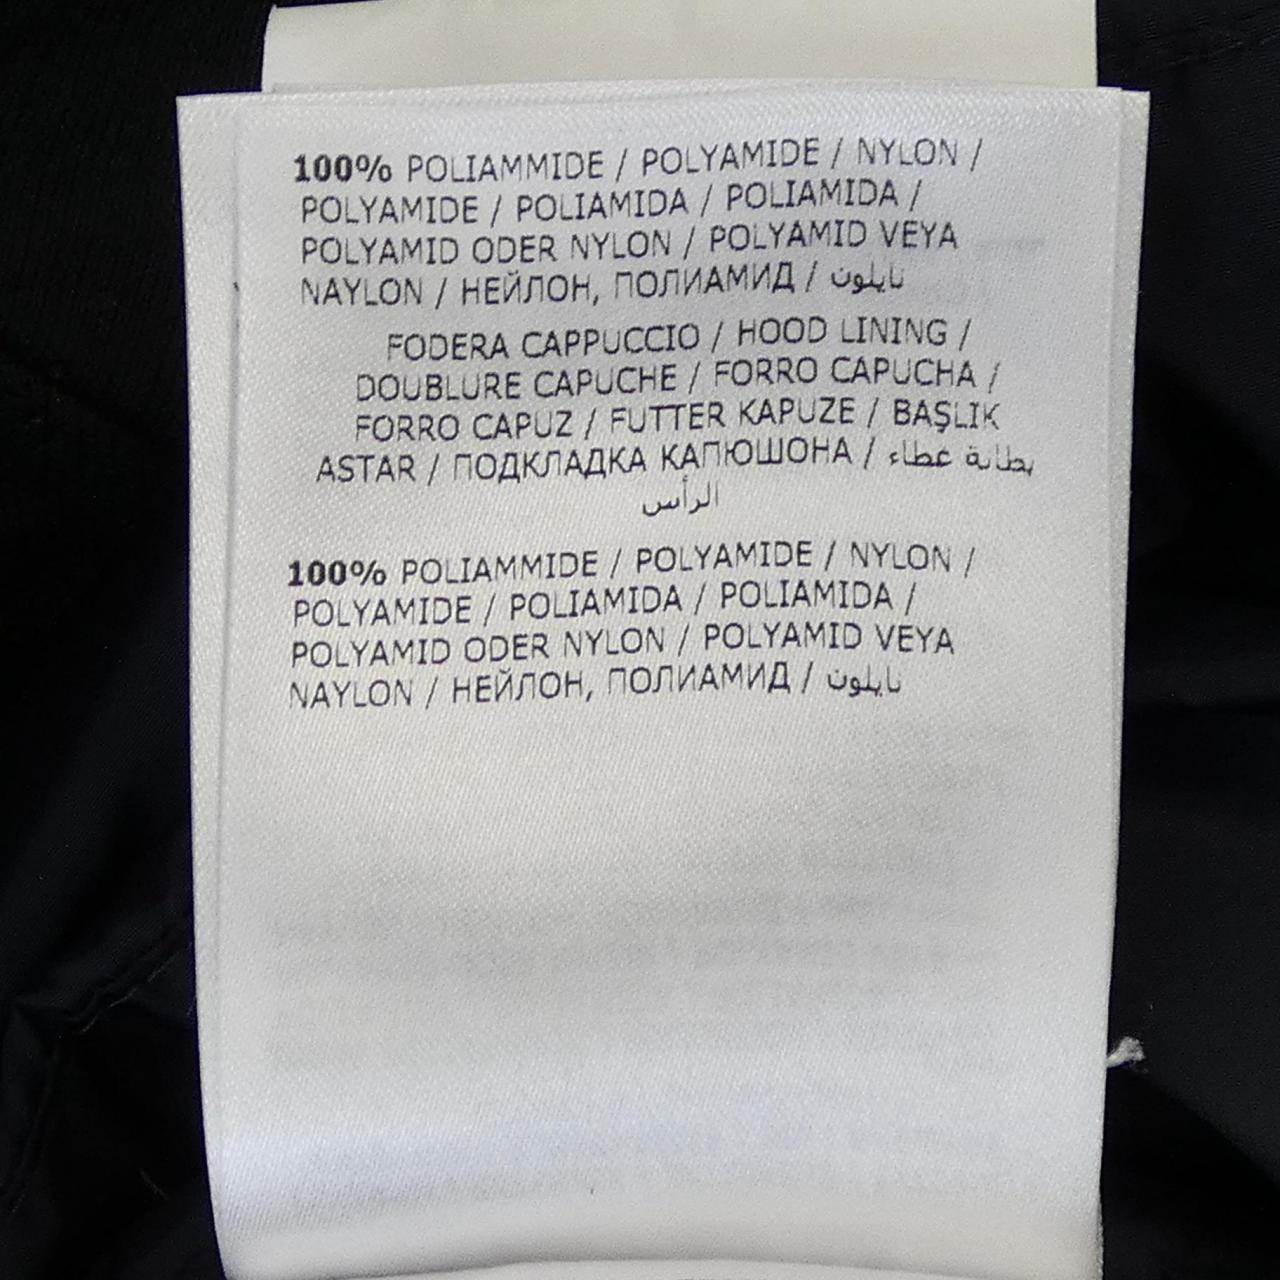 100% POLIAMMIDE / POLYAMIDE / NYLON /
POLYAMIDE / POLIAMIDA / POLIAMIDA /
POLYAMID ODER NYLON / POLYAMID VEYA
NAYLON / НЕЙЛОН, ПОЛИАМИД / نايلون
FODERA CAPPUCCIO / HOOD LINING /
DOUBLURE CAPUCHE / FORRO CAPUCHA /
FORRO CAPUZ / FUTTER KAPUZE / BAŞLIK
ASTAR / ПОДКЛАДКА КАПЮШОНА / بطانة غطاء
الرأس
100% POLIAMMIDE / POLYAMIDE / NYLON /
POLYAMIDE / POLIAMIDA / POLIAMIDA /
POLYAMID ODER NYLON / POLYAMID VEYA
NAYLON / НЕЙЛОН, ПОЛИАМИД / نايلون